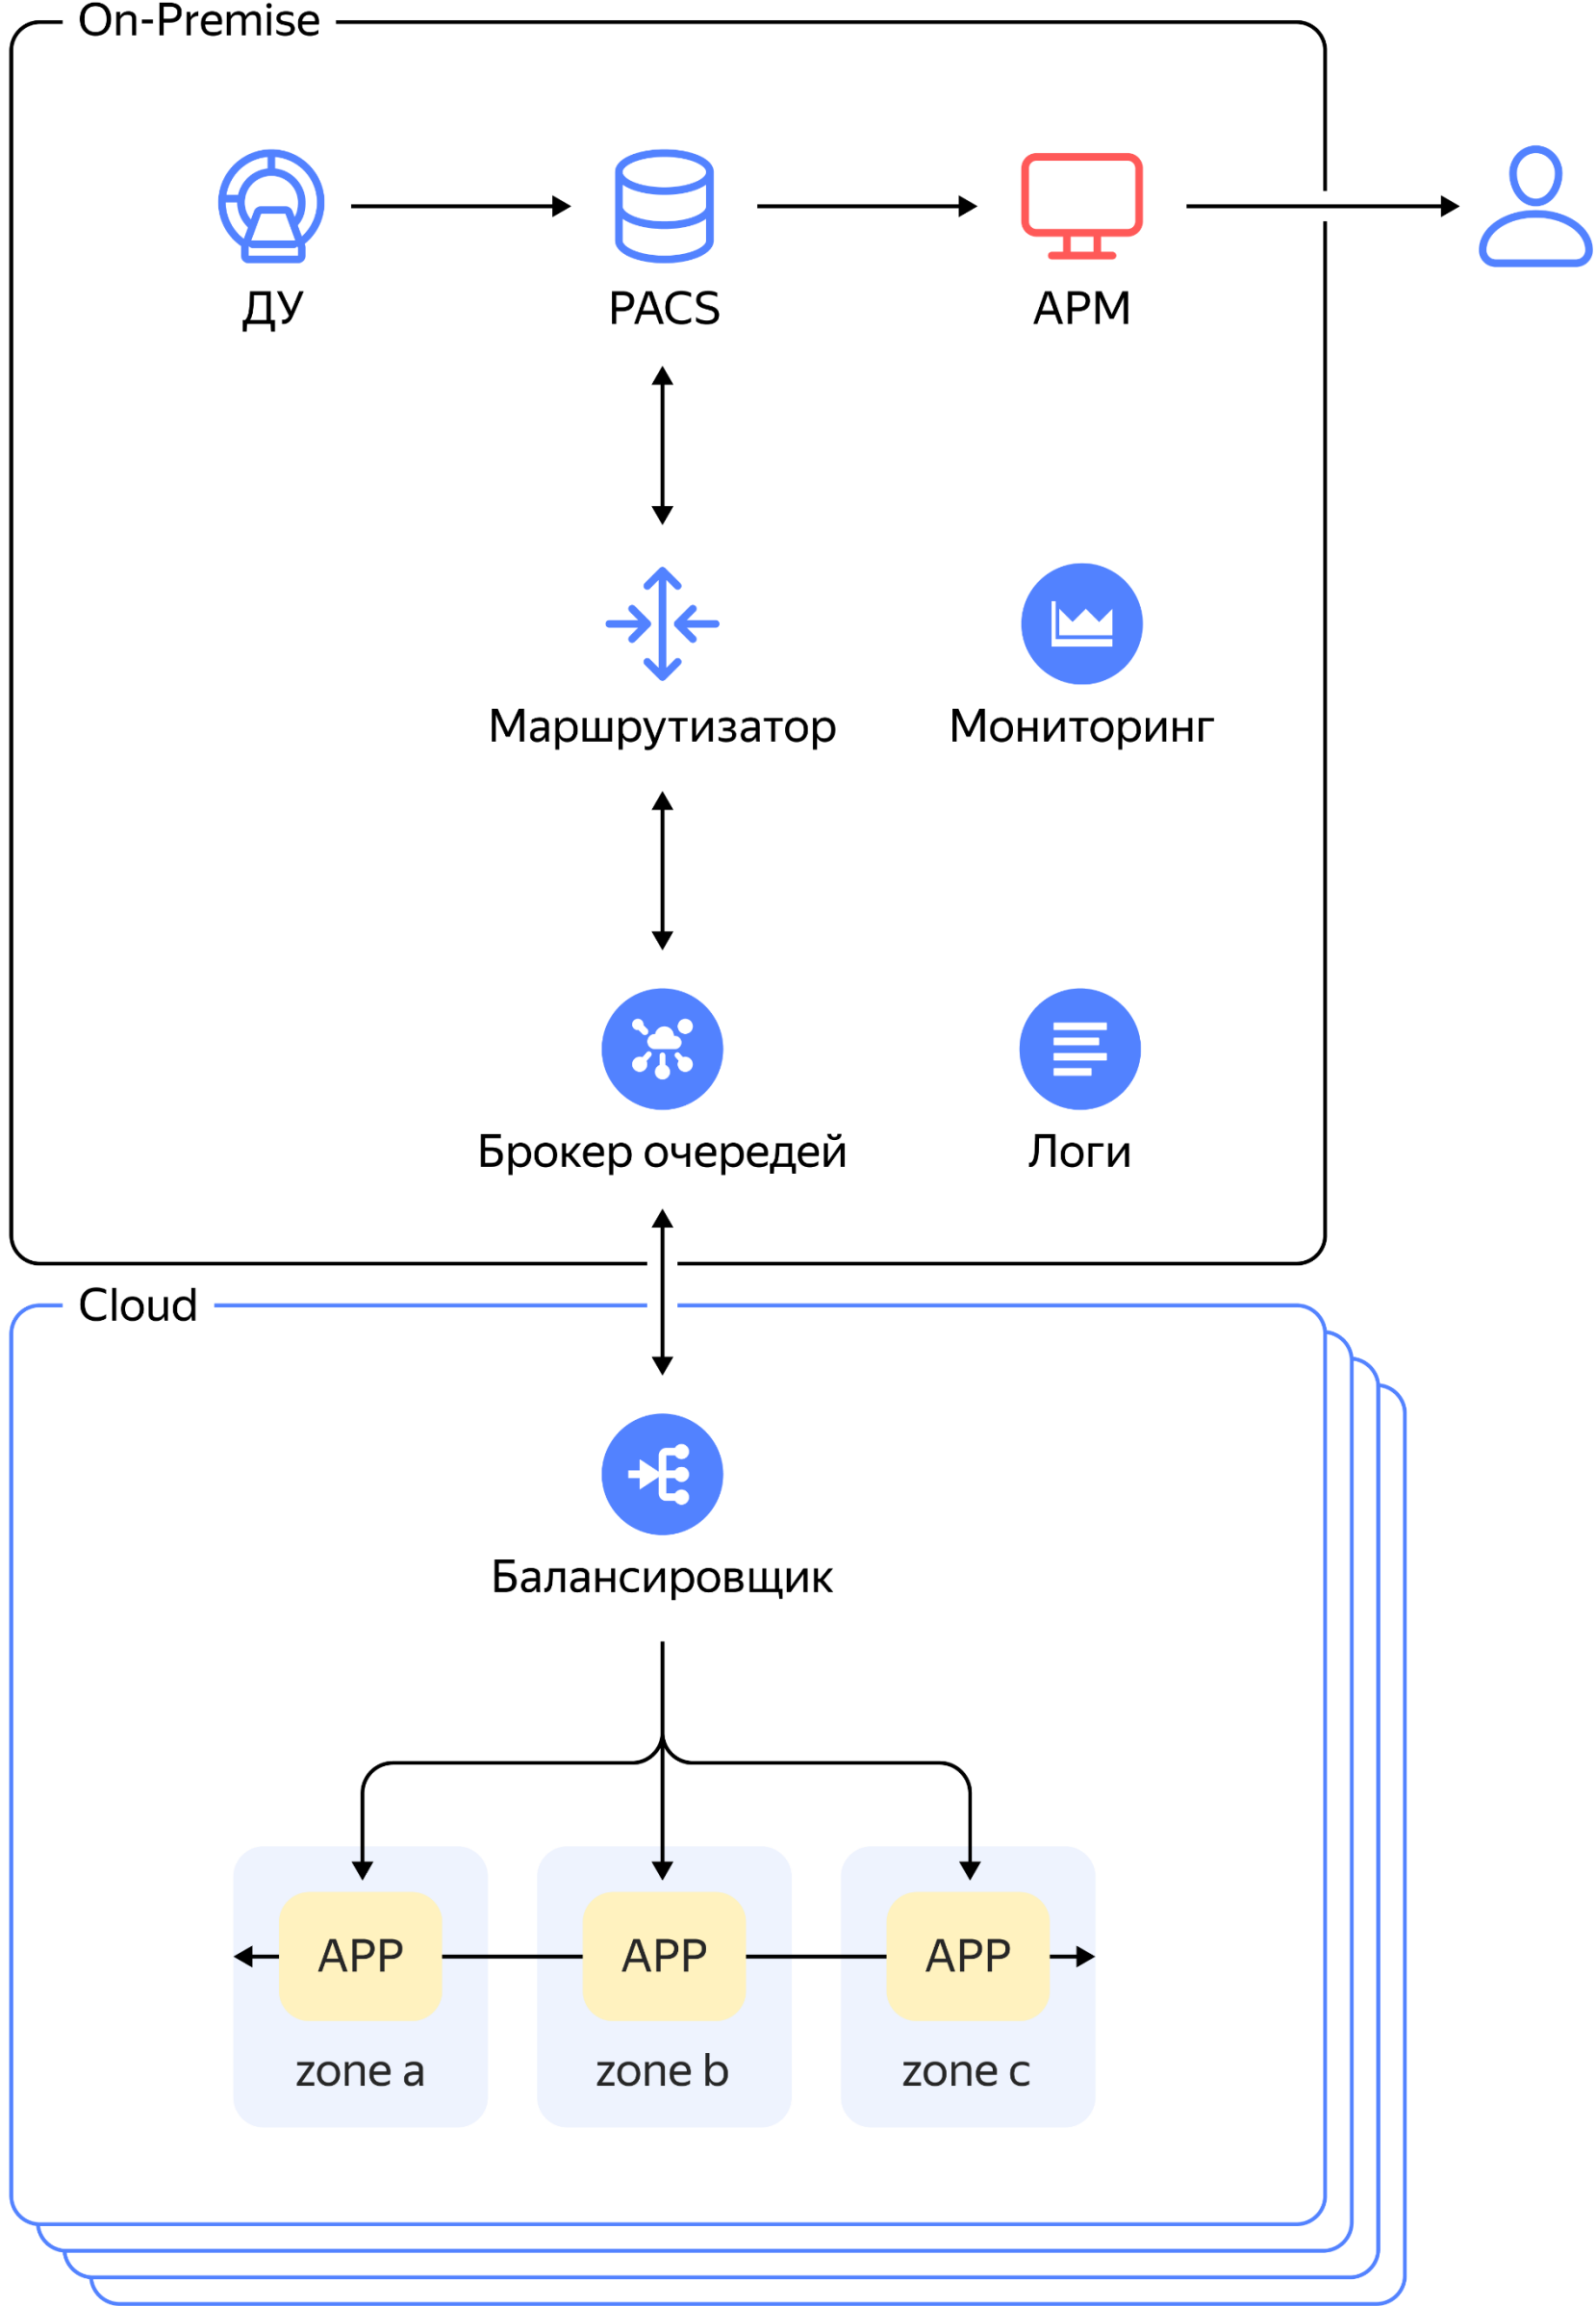 On-Premise
ДУ
PACS
АРМ
Маршрутизатор
Мониторинг
Брокер очередей
Логи
Cloud
Балансировщик
APP
APP
APP
zone a
zone b
zone c